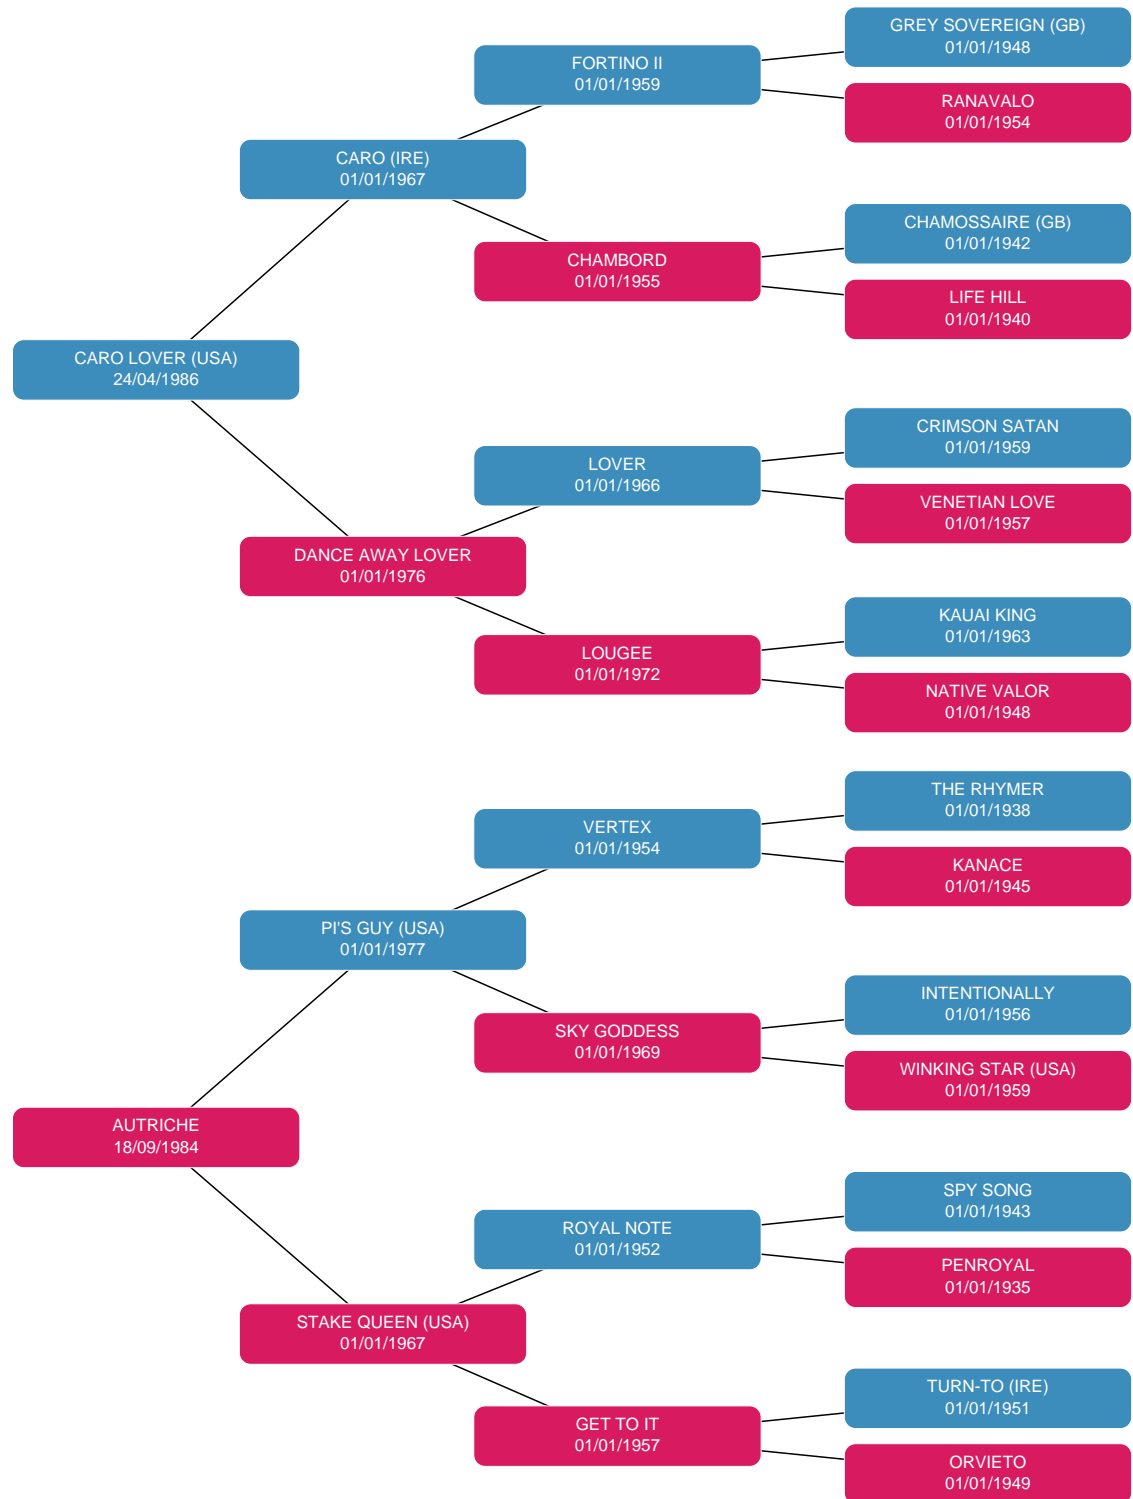 GREY SOVEREIGN (GB)
01/01/1948
FORTINO II
01/01/1959
RANAVALO
01/01/1954
CARO (IRE)
01/01/1967
CHAMOSSAIRE (GB)
01/01/1942
CHAMBORD
01/01/1955
LIFE HILL
01/01/1940
CARO LOVER (USA)
24/04/1986
CRIMSON SATAN
01/01/1959
LOVER
01/01/1966
VENETIAN LOVE
01/01/1957
DANCE AWAY LOVER
01/01/1976
KAUAI KING
01/01/1963
LOUGEE
01/01/1972
NATIVE VALOR
01/01/1948
THE RHYMER
01/01/1938
VERTEX
01/01/1954
KANACE
01/01/1945
PI'S GUY (USA)
01/01/1977
INTENTIONALLY
01/01/1956
SKY GODDESS
01/01/1969
WINKING STAR (USA)
01/01/1959
AUTRICHE
18/09/1984
SPY SONG
01/01/1943
ROYAL NOTE
01/01/1952
PENROYAL
01/01/1935
STAKE QUEEN (USA)
01/01/1967
TURN-TO (IRE)
01/01/1951
GET TO IT
01/01/1957
ORVIETO
01/01/1949